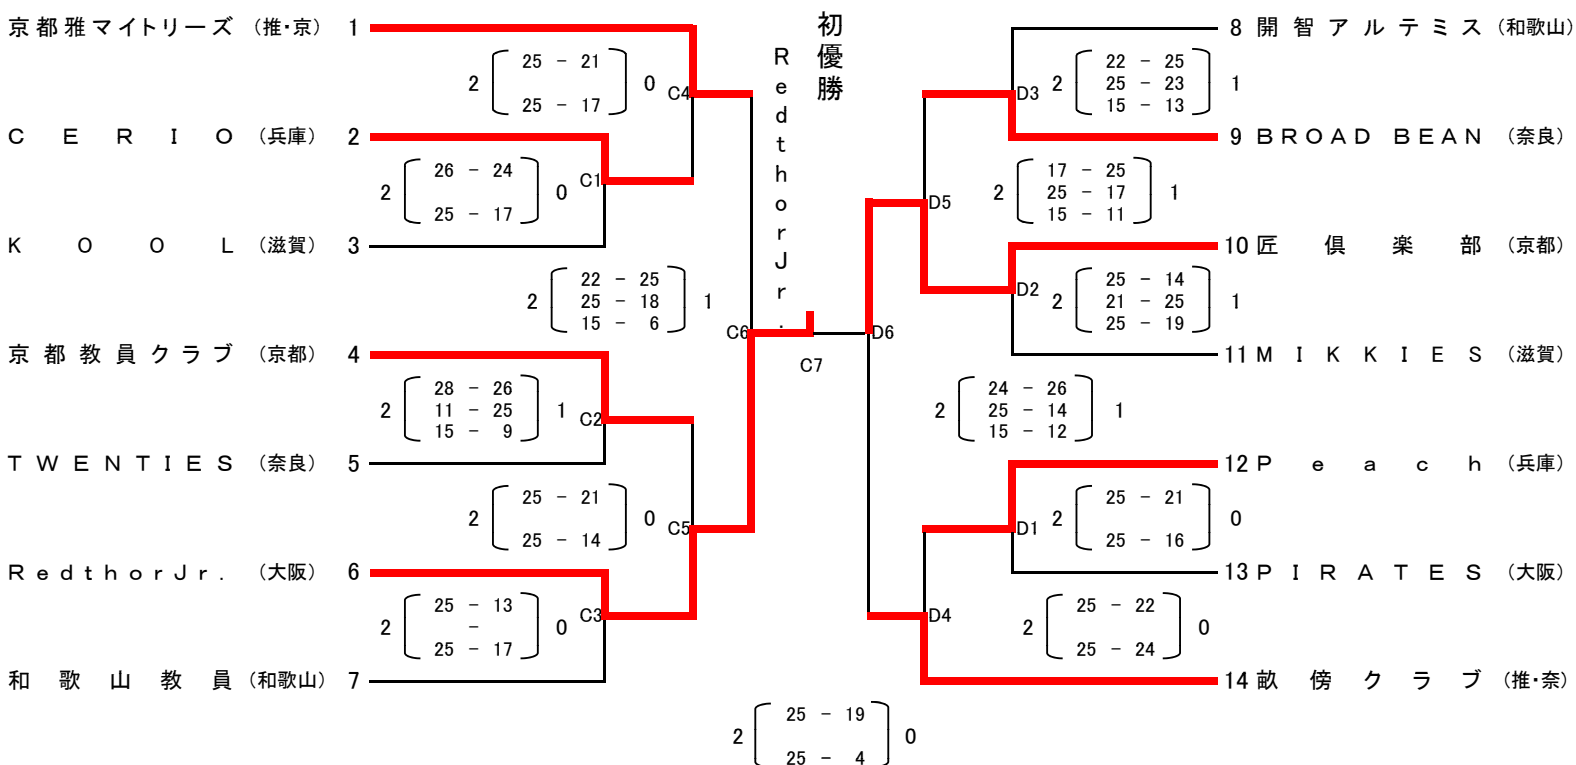 初優勝
RedthorJr.
京都雅マイトリーズ (推・京) 1
2 25 - 21 0 C4
25 - 17
CERIO (兵庫) 2
2 26 - 24 0 C1
25 - 17
KOOL (滋賀) 3
22 - 25
2 25 - 18 1 C6
15 - 6
京都教員クラブ (京都) 4
28 - 26
2 11 - 25 1 C2
15 - 9
TWENTIES (奈良) 5
2 25 - 21 0 C5
25 - 14
RedthorJr. (大阪) 6
25 - 13
2 - 0 C3
25 - 17
和歌山教員 (和歌山) 7
C7
8 開智アルテミス (和歌山)
22 - 25
D3 2 25 - 23 1
15 - 13
9 BROAD BEAN (奈良)
17 - 25
D5 2 25 - 17 1
15 - 11
10 匠倶楽部 (京都)
25 - 14
D2 2 21 - 25 1
25 - 19
11 MIKKIES (滋賀)
D6
24 - 26
2 25 - 14 1
15 - 12
12 Peach (兵庫)
25 - 21
D1 2 0
25 - 16
13 PIRATES (大阪)
25 - 22
D4 2 0
25 - 24
14 畝傍クラブ (推・奈)
25 - 19
2 0
25 - 4